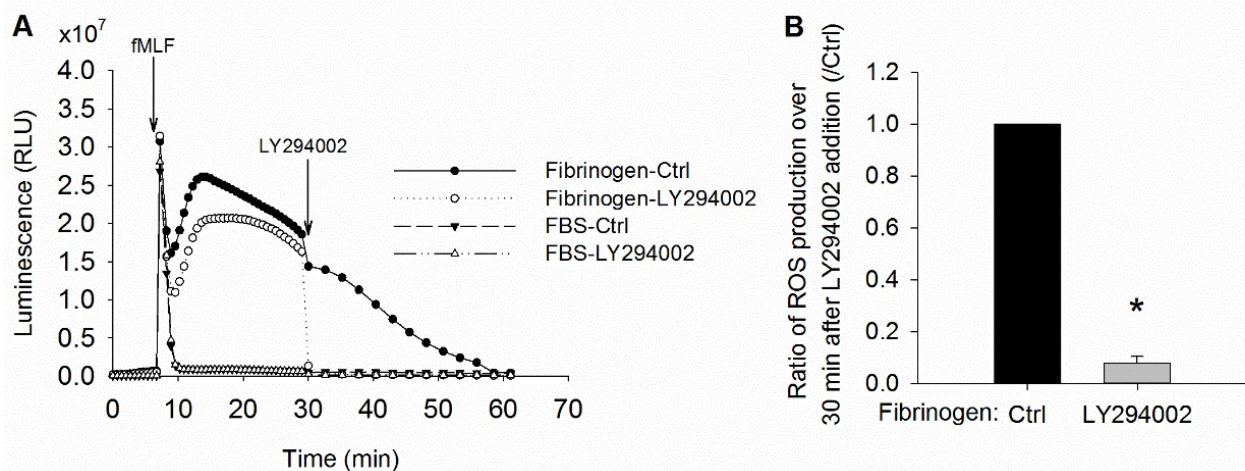 A
x10⁷
fMLF
4.0
3.5
3.0
2.5
2.0
1.5
1.0
0.5
0.0
Luminescence (RLU)
LY294002
Fibrinogen-Ctrl
Fibrinogen-LY294002
FBS-Ctrl
FBS-LY294002
0 10 20 30 40 50 60 70
Time (min)
B
Ratio of ROS production over
30 min after LY294002 addition (/Ctrl)
1.2
1.0
0.8
0.6
0.4
0.2
0.0
*
Fibrinogen: Ctrl LY294002